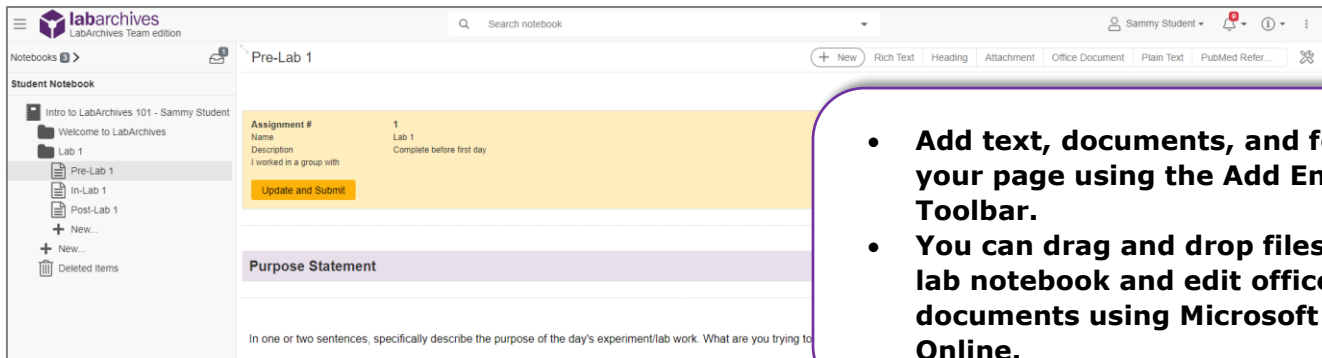 labarchives
LabArchives Team edition
Search notebook
Sammy Student
Notebooks 3 >
1
Pre-Lab 1
+ New
Rich Text
Heading
Attachment
Office Document
Plain Text
PubMed Refer...
Student Notebook
Intro to LabArchives 101 - Sammy Student
Welcome to LabArchives
Lab 1
Pre-Lab 1
In-Lab 1
Post-Lab 1
+ New...
+ New...
Deleted Items
Assignment # 1
Name Lab 1
Description Complete before first day
I worked in a group with
Update and Submit
Purpose Statement
In one or two sentences, specifically describe the purpose of the day's experiment/lab work. What are you trying to
• Add text, documents, and
your page using the Add
Toolbar.
• You can drag and drop files
lab notebook and edit
documents using Microsoft
Online.